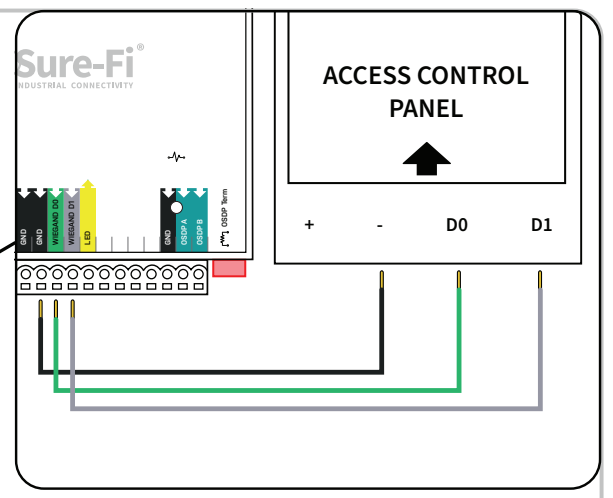 Sure-Fi®
NDUSTRIAL CONNECTIVITY
ACCESS CONTROL
PANEL
GND
GND
WIEGAND D0
WIEGAND D1
LED
GND
OSDP A
OSDP B
OSDP Term
+ - D0 D1